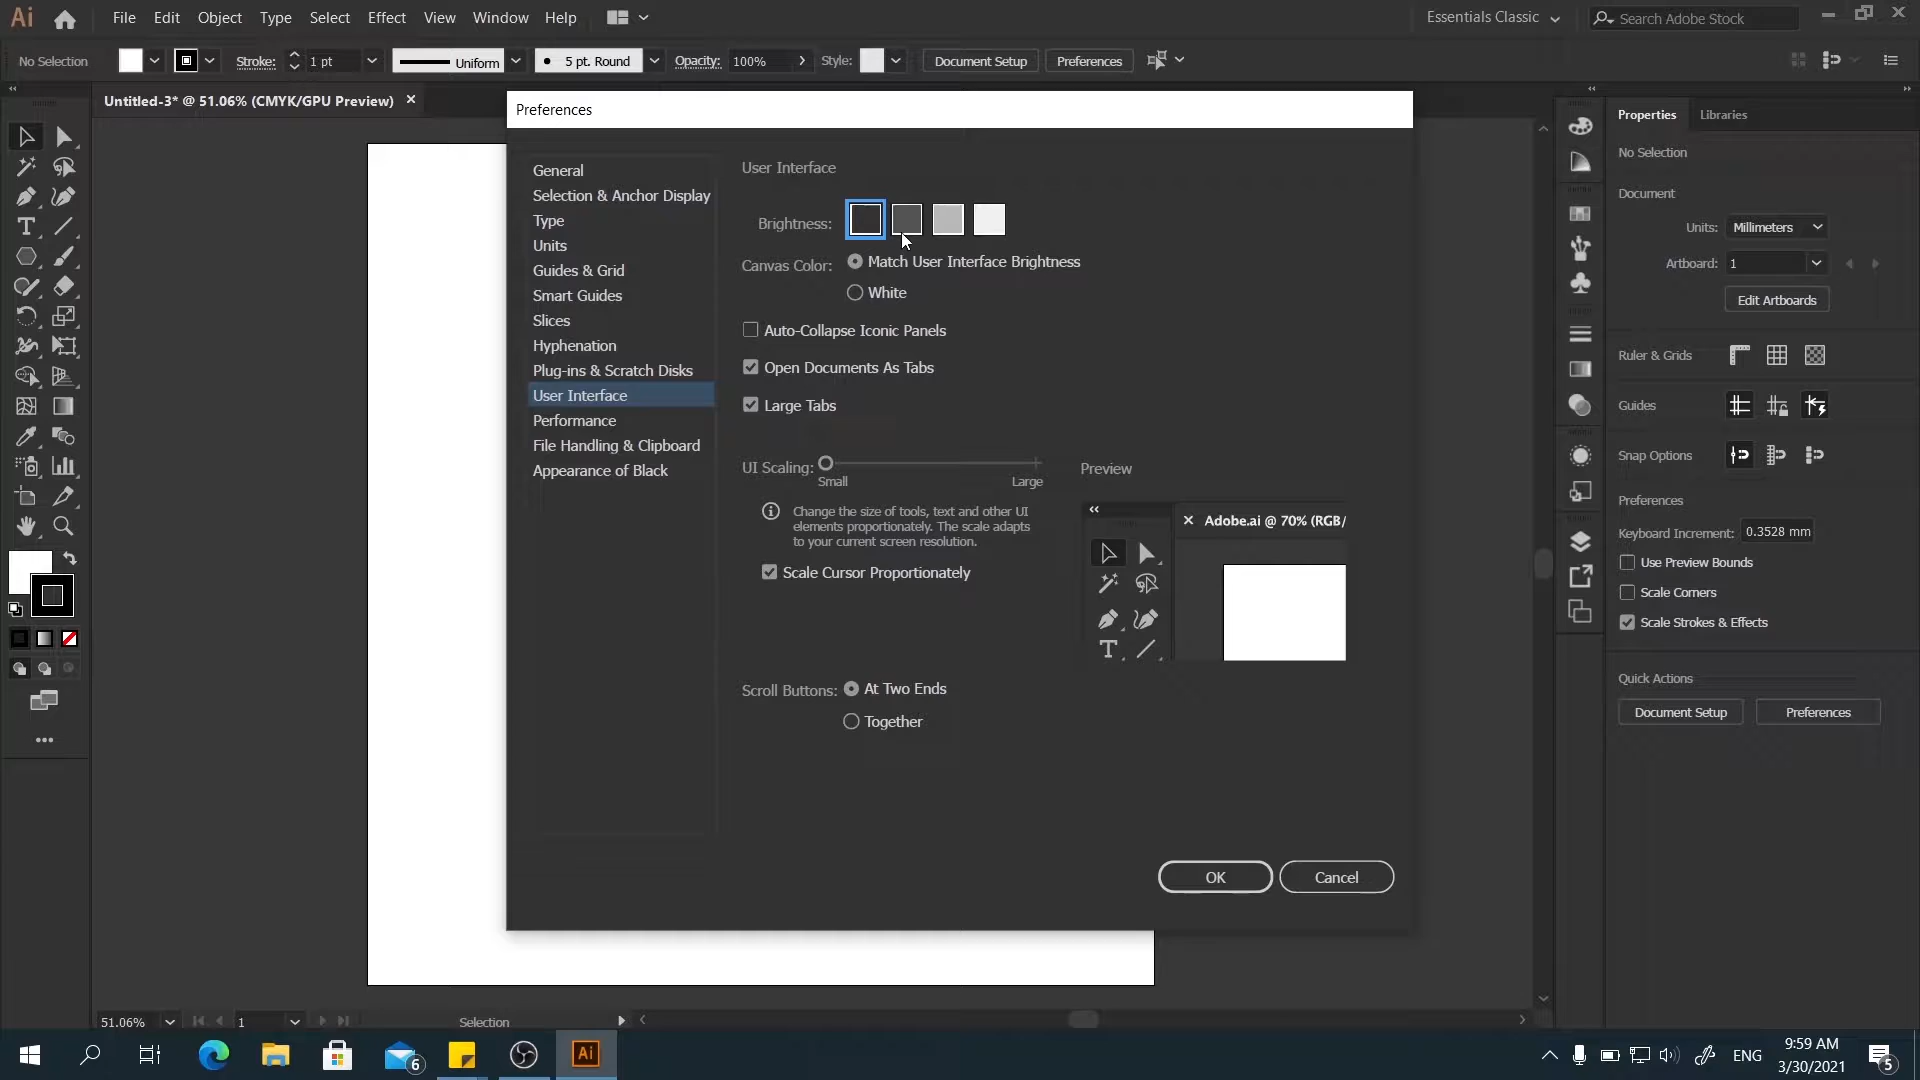 Ai File Edit Object Type Select Effect View Window Help Essentials Classic Search Adobe Stock
No Selection Stroke: 1 pt Uniform 5 pt. Round Opacity: 100% Style: Document Setup Preferences
Untitled-3* @ 51.06% (CMYK/GPU Preview)
Preferences
General
Selection & Anchor Display
Type
Units
Guides & Grid
Smart Guides
Slices
Hyphenation
Plug-ins & Scratch Disks
User Interface
Performance
File Handling & Clipboard
Appearance of Black
User Interface
Brightness:
Canvas Color: Match User Interface Brightness
White
Auto-Collapse Iconic Panels
Open Documents As Tabs
Large Tabs
UI Scaling:
Small Large
Change the size of tools, text and other UI
elements proportionately. The scale adapts
to your current screen resolution.
Scale Cursor Proportionately
Preview
Adobe.ai @ 70% (RGB/
Scroll Buttons: At Two Ends
Together
OK Cancel
Properties Libraries
No Selection
Document
Units: Millimeters
Artboard: 1
Edit Artboards
Ruler & Grids
Guides
Snap Options
Preferences
Keyboard Increment: 0.3528 mm
Use Preview Bounds
Scale Corners
Scale Strokes & Effects
Quick Actions
Document Setup Preferences
51.06% 1 Selection
6 Ai ENG 9:59 AM
3/30/2021 5